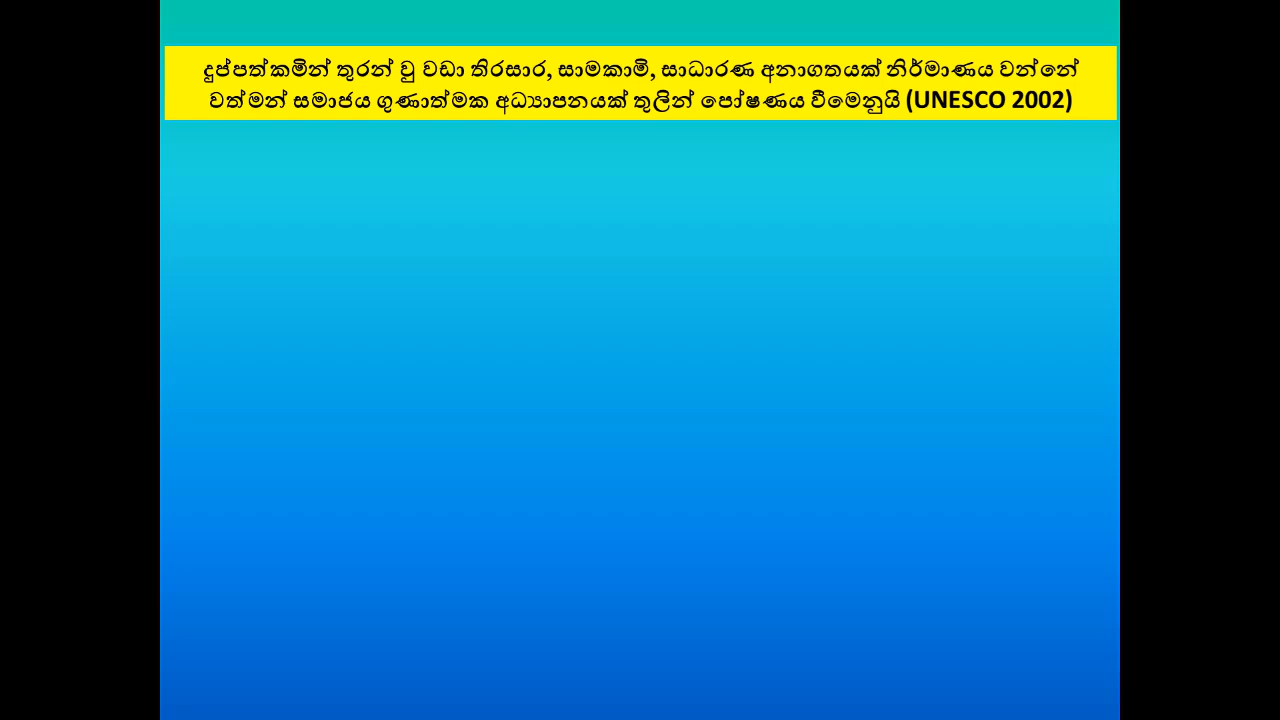 දුප්පත්කමින් තුරන් වු වඩා තිරසාර, සාමකාමි, සාධාරණ අනාගතයක් නිර්මාණය වන්නේ
වත්මන් සමාජය ගුණාත්මක අධ්‍යාපනයක් තුලින් පෝෂණය වීමෙනුයි (UNESCO 2002)